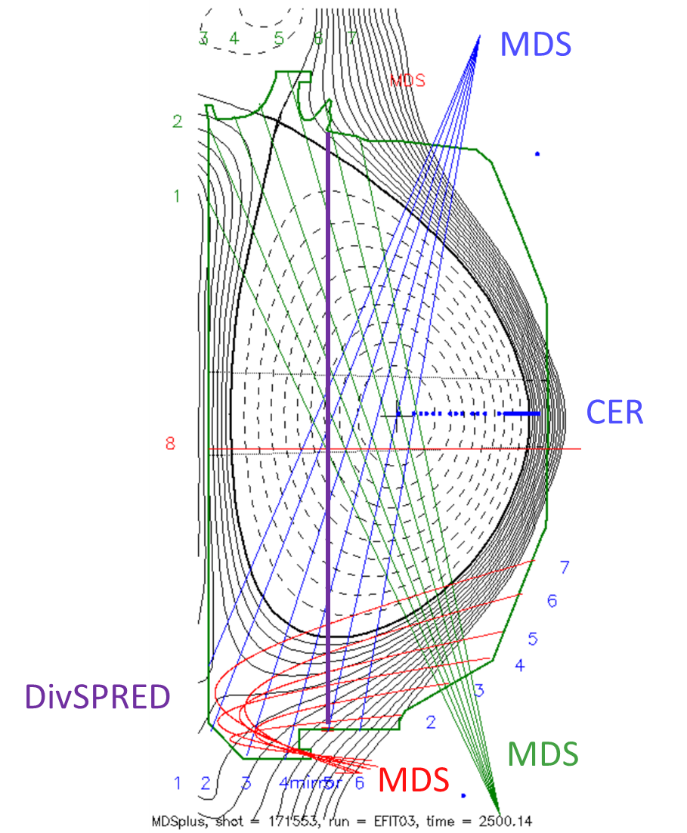 3 4 5 6 7
MDS
MDS
2
1
CER
8
7
6
5
4
3
DivSPRED
2
MDS
1 2 3 4 mirror 5 6
MDS
MDSplus, shot = 171553, run = EFIT03, time = 2500.14